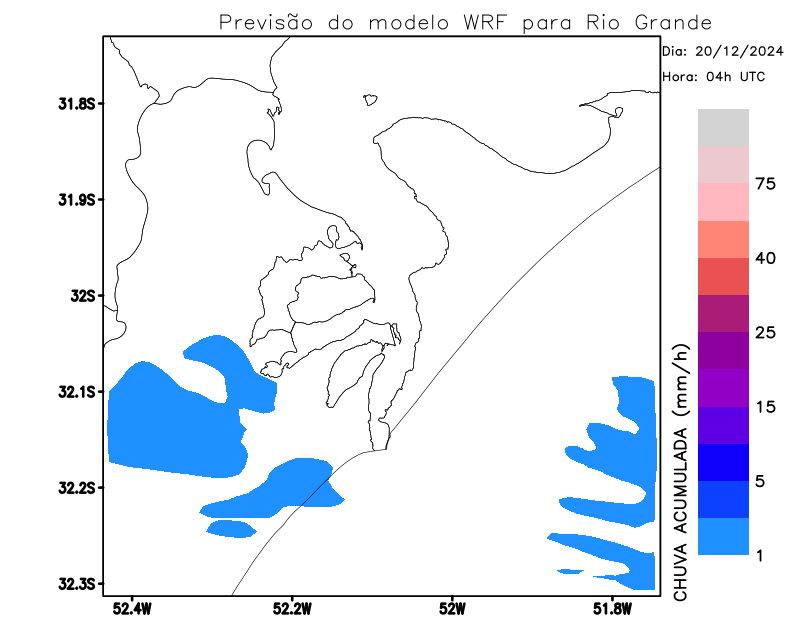 Previsão do modelo WRF para Rio Grande
Dia: 20/12/2024
Hora: 04h UTC
31.8S
31.9S
32S
32.1S
32.2S
32.3S
52.4W
52.2W
52W
51.8W
75
40
25
15
5
1
CHUVA ACUMULADA (mm/h)